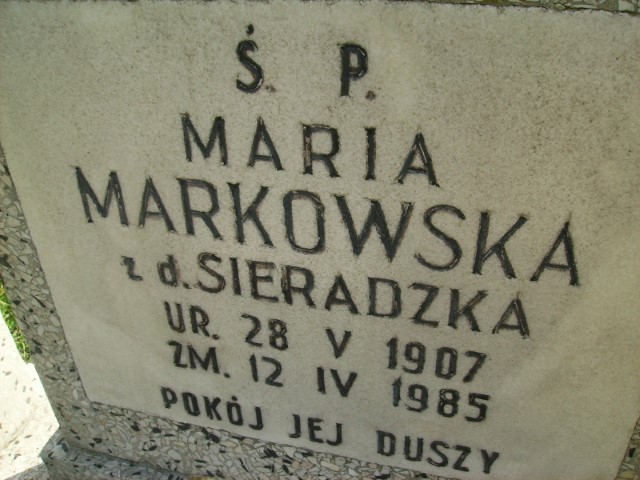 Ś. P.
MARIA
MARKOWSKA
z d. SIERADZKA
UR. 28 V 1907
ZM. 12 IV 1985
POKÓJ JEJ DUSZY